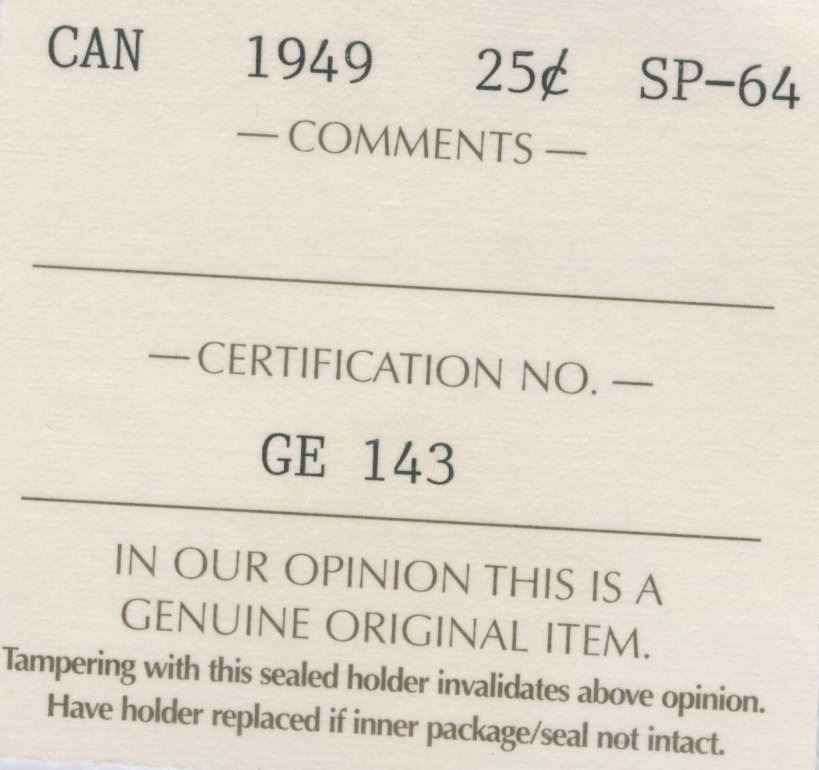 CAN 1949 25¢ SP-64
— COMMENTS —
— CERTIFICATION NO. —
GE 143
IN OUR OPINION THIS IS A
GENUINE ORIGINAL ITEM.
Tampering with this sealed holder invalidates above opinion.
Have holder replaced if inner package/seal not intact.